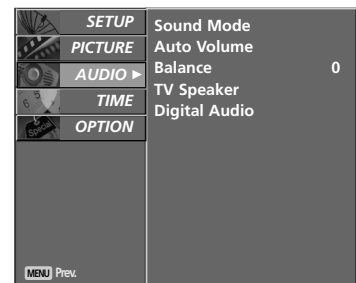 SETUP
PICTURE
AUDIO ►
TIME
OPTION
Sound Mode
Auto Volume
Balance 0
TV Speaker
Digital Audio
MENU Prev.